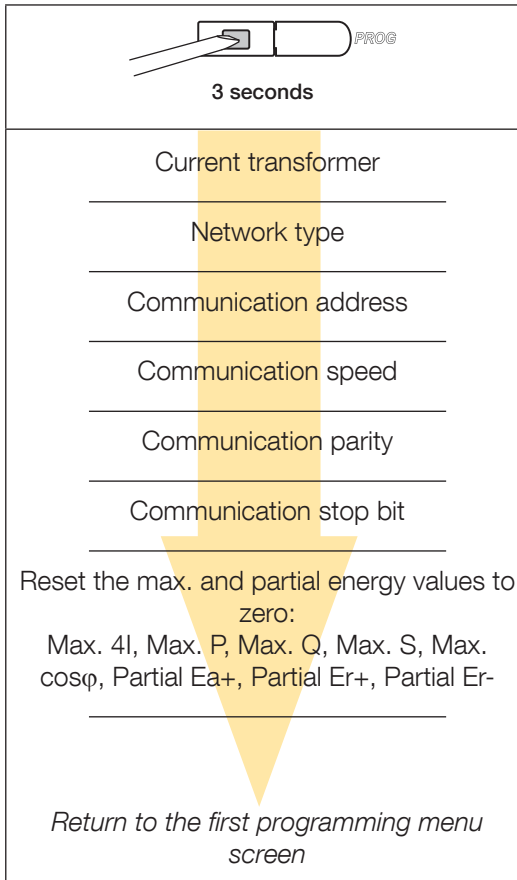 PROG
3 seconds
Current transformer
Network type
Communication address
Communication speed
Communication parity
Communication stop bit
Reset the max. and partial energy values to
zero:
Max. 4I, Max. P, Max. Q, Max. S, Max.
cosφ, Partial Ea+, Partial Er+, Partial Er-
Return to the first programming menu
screen